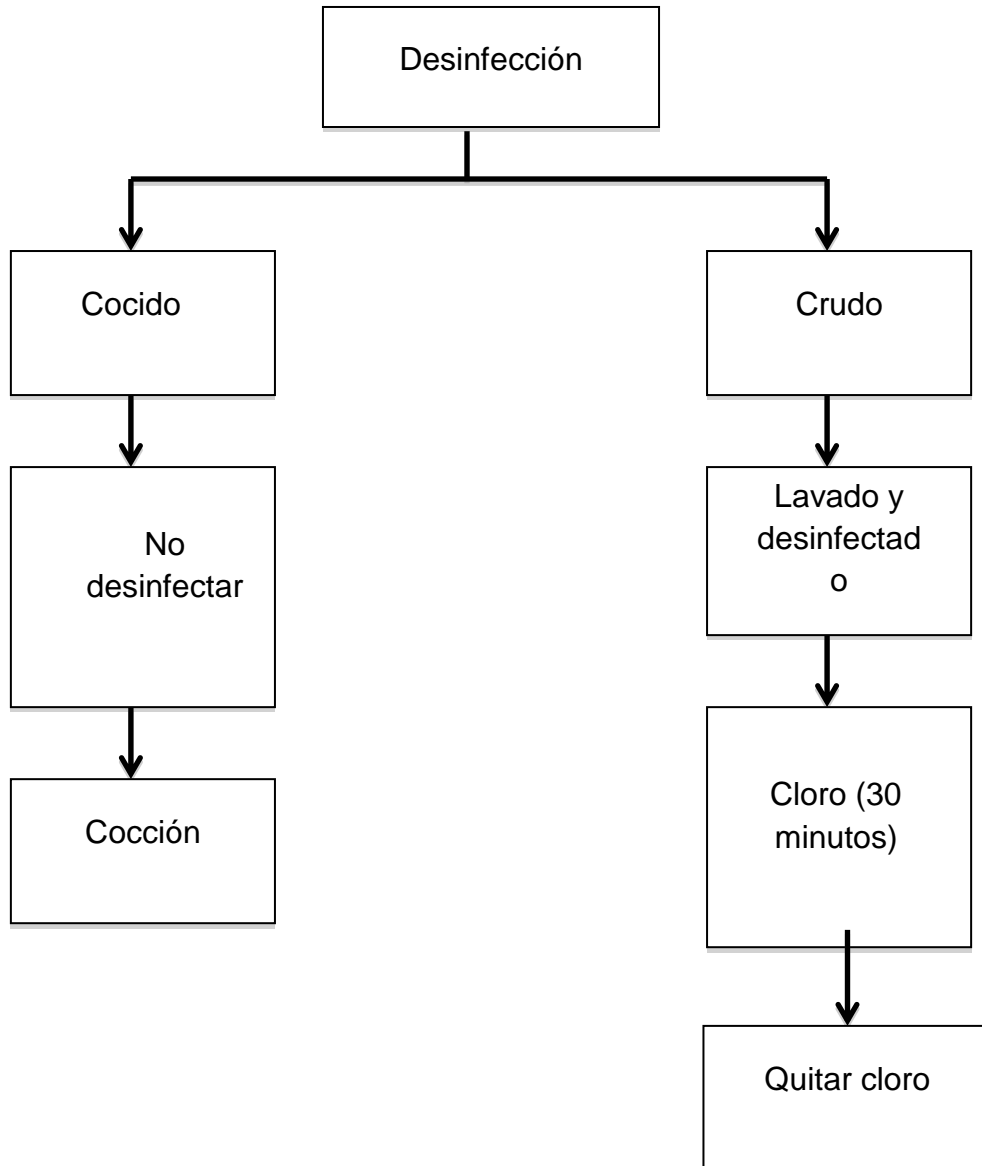 Desinfección
Cocido
Crudo
No
desinfectar
Lavado y
desinfectad
o
Cocción
Cloro (30
minutos)
Quitar cloro